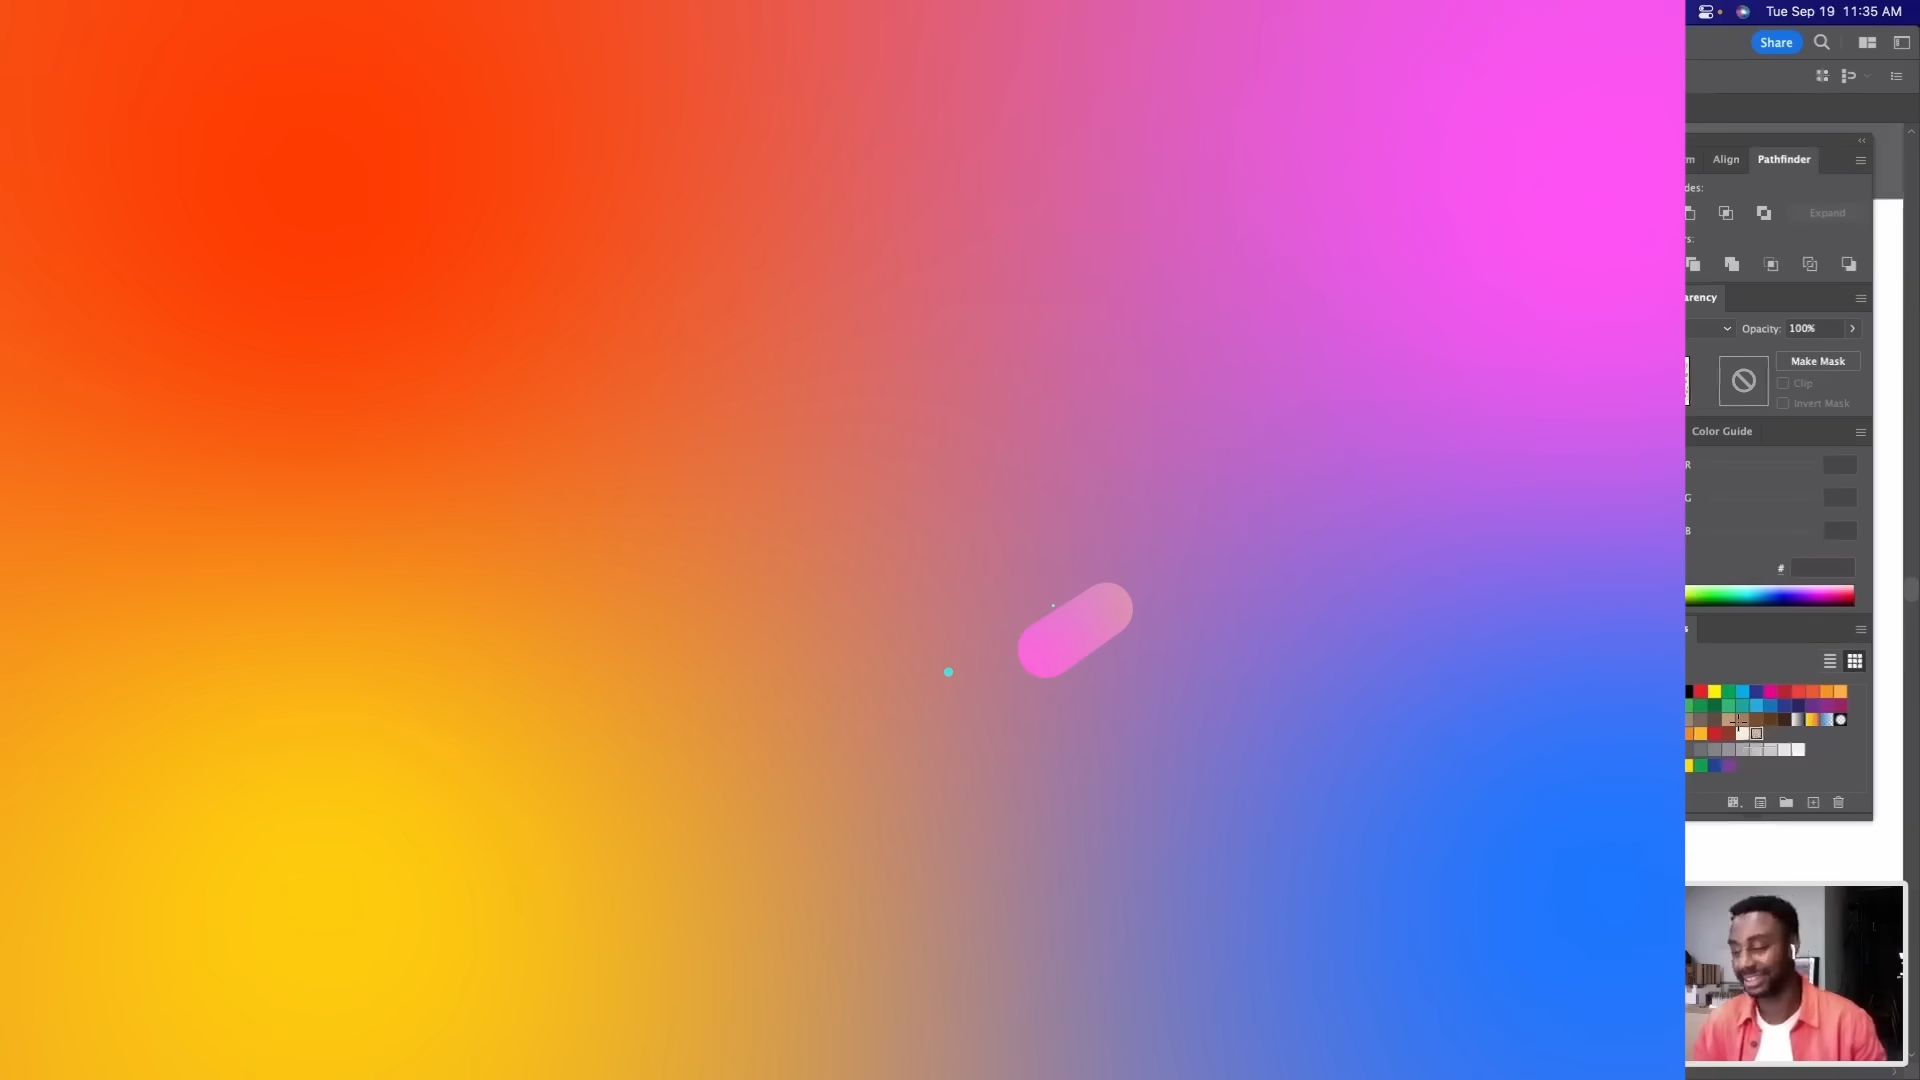 Tue Sep 19 11:35 AM
Share
Align Pathfinder
des:
Expand
rs:
arency
Opacity: 100%
Make Mask
Clip
Invert Mask
Color Guide
R
G
B
#